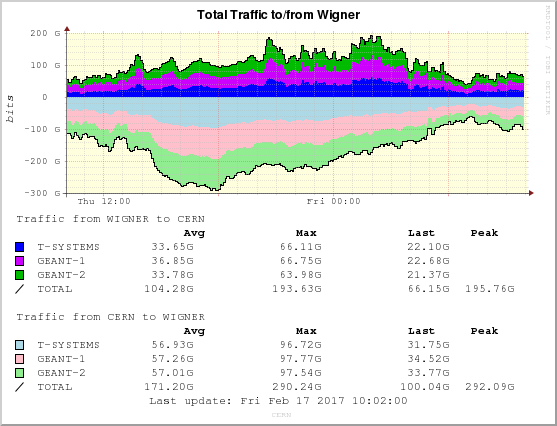 Total Traffic to/from Wigner
RRDTOOL / TOBI OETIKER
200 G
100 G
0
-100 G
-200 G
-300 G
bits
Thu 12:00 Fri 00:00
Traffic from WIGNER to CERN
Avg Max Last Peak
T-SYSTEMS 33.65G 66.11G 22.10G
GEANT-1 36.85G 66.75G 22.68G
GEANT-2 33.78G 63.98G 21.37G
TOTAL 104.28G 193.63G 66.15G 195.76G
Traffic from CERN to WIGNER
Avg Max Last Peak
T-SYSTEMS 56.93G 96.72G 31.75G
GEANT-1 57.26G 97.77G 34.52G
GEANT-2 57.01G 97.54G 33.77G
TOTAL 171.20G 290.24G 100.04G 292.09G
Last update: Fri Feb 17 2017 10:02:00
CERN